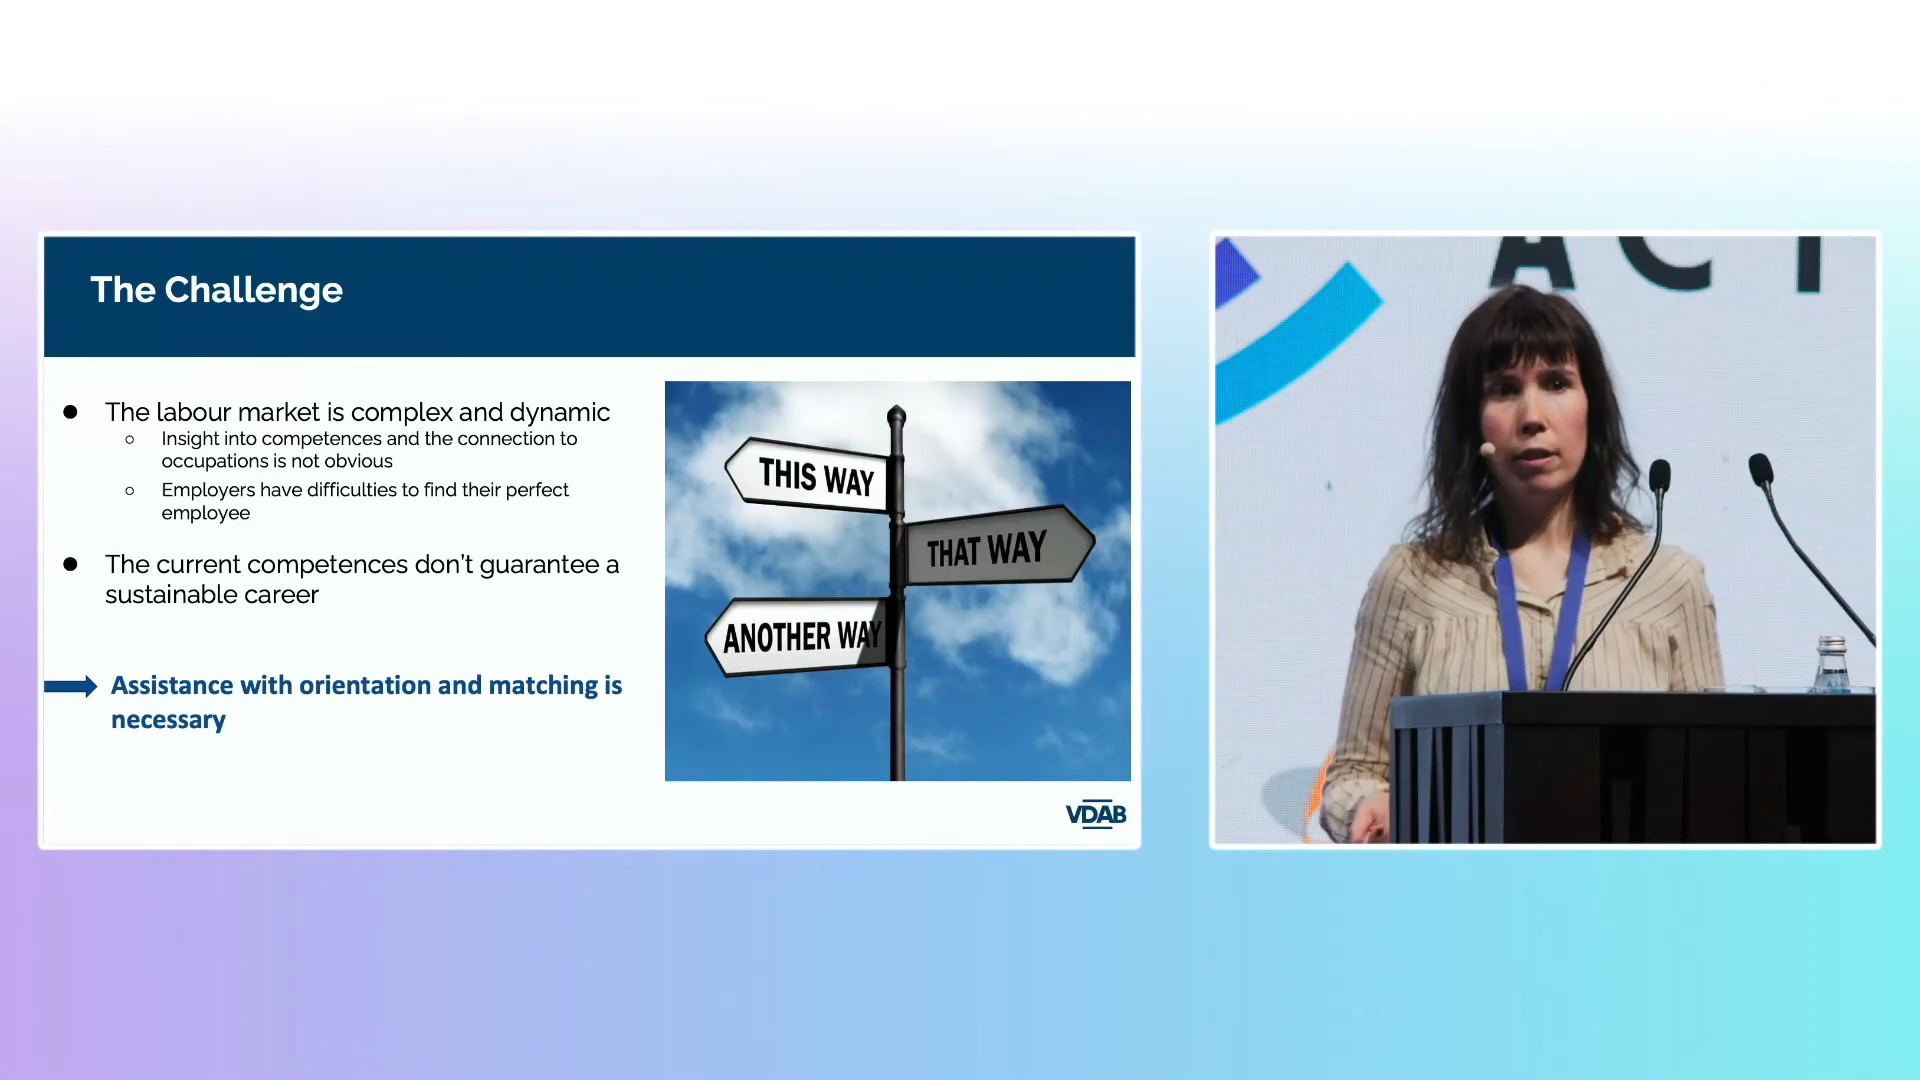 The Challenge
The labour market is complex and dynamic
Insight into competences and the connection to
occupations is not obvious
Employers have difficulties to find their perfect
employee
The current competences don't guarantee a
sustainable career
Assistance with orientation and matching is
necessary
THIS WAY
THAT WAY
ANOTHER WAY
VDAB
ACT